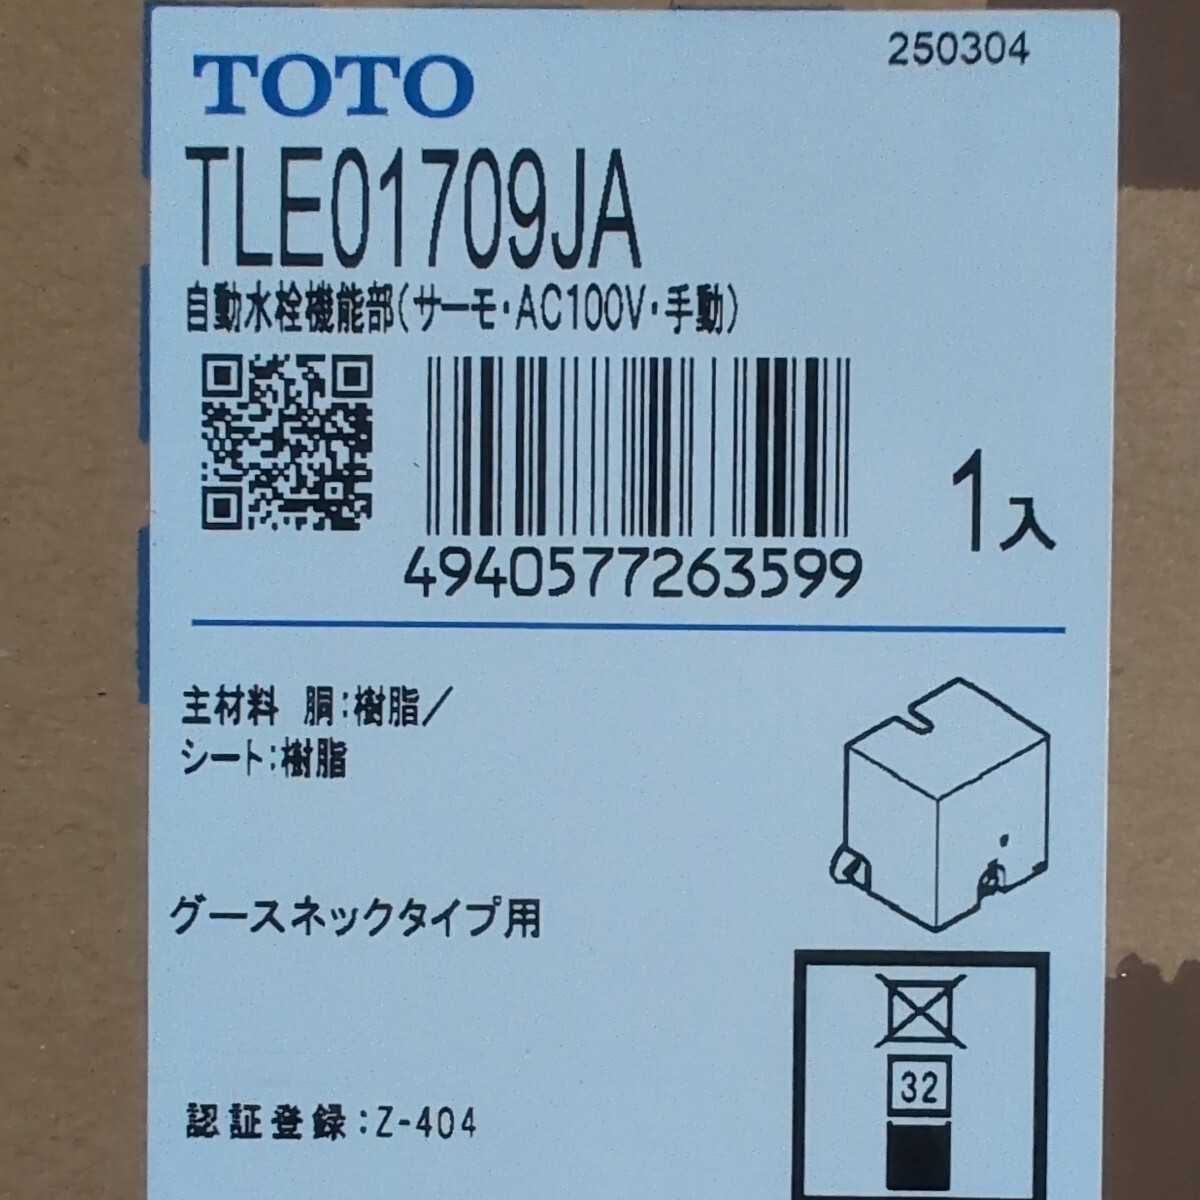 250304
TOTO
TLE01709JA
自動水栓機能部(サーモ・AC100V・手動)
1入
4940577263599
主材料 胴:樹脂/
シート:樹脂
グースネックタイプ用
32
認証登録:Z-404